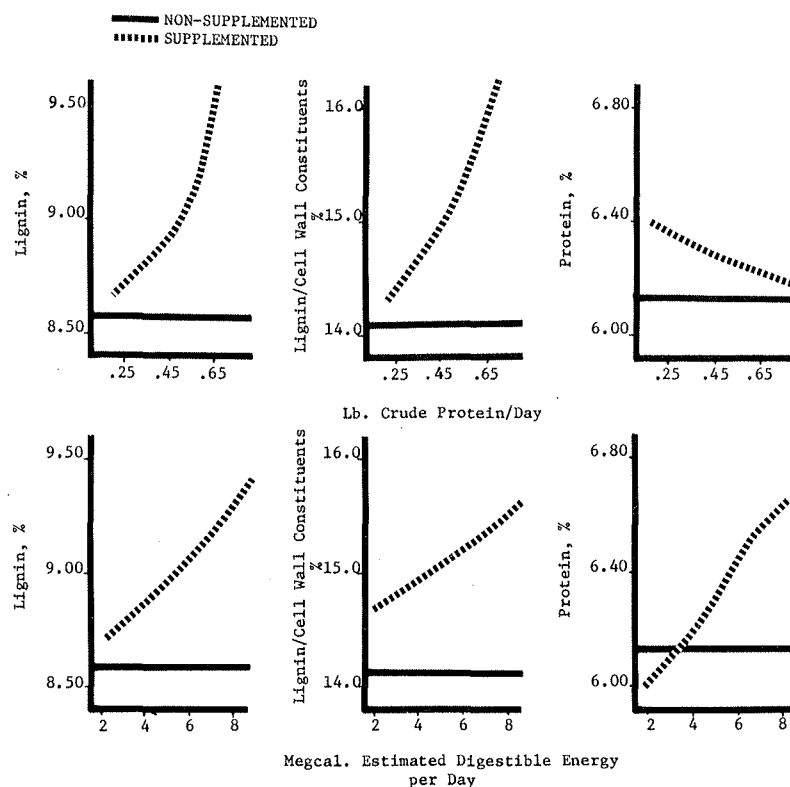 NON-SUPPLEMENTED
SUPPLEMENTED
Lignin, %
9.50
9.00
8.50
.25 .45 .65
Lignin/Cell Wall Constituents
%
16.0
15.0
14.0
.25 .45 .65
Protein, %
6.80
6.40
6.00
.25 .45 .65
Lb. Crude Protein/Day
Lignin, %
9.50
9.00
8.50
2 4 6 8
Lignin/Cell Wall Constituents
%
16.0
15.0
14.0
2 4 6 8
Protein, %
6.80
6.40
6.00
2 4 6 8
Megcal. Estimated Digestible Energy
per Day